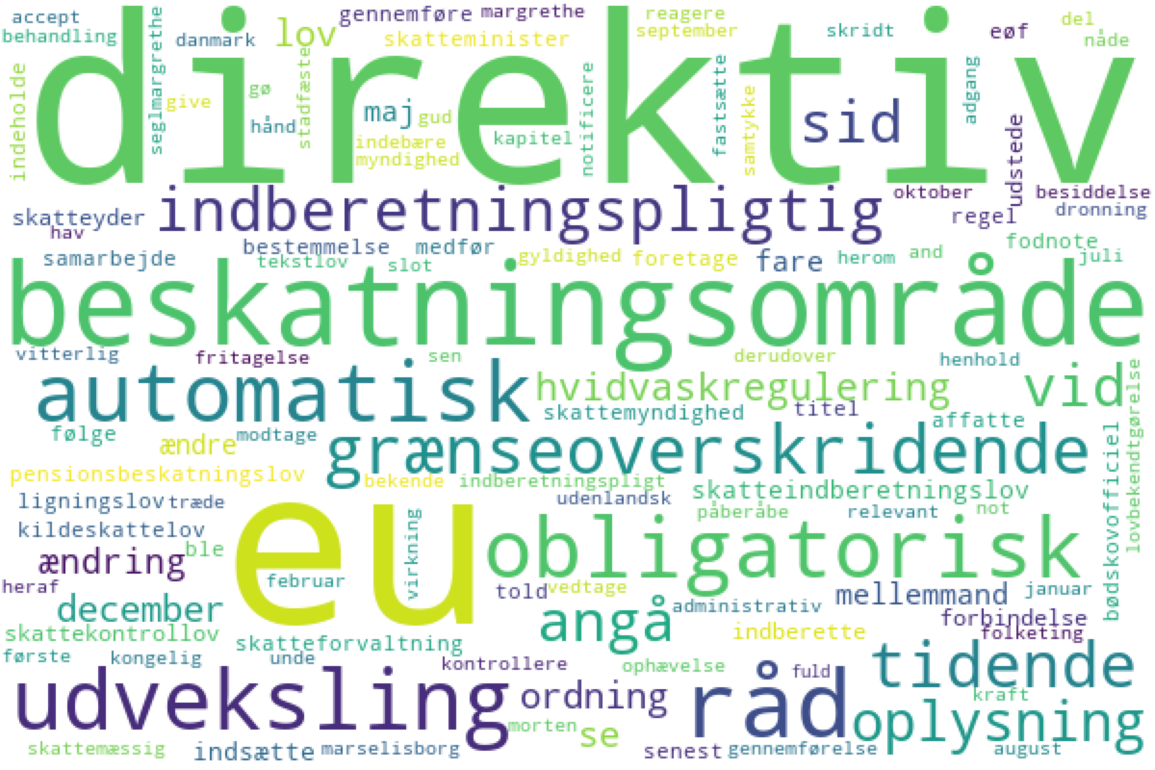 accept gennemføre margrethe reagere del
behandling danmark lov skatteminister september skridt eøf nåde
direktiv
indeholde seglmargrethe give gø hånd stadfæste maj gud indebære myndighed kapitel notificere fastsætte samtykke sid adgang udstede
skatteyder indberetningspligtig oktober besiddelse
hav regel dronning
samarbejde bestemmelse medfør gyldighed foretage fare herom and fodnote
tekstlov slot juli
beskatningsområde
vitterlig fritagelse sen derudover henhold
automatisk hvidvaskregulering vid lovbekendtgørelse
skattemyndighed titel affatte
følge ændre modtage grænseoverskridende bødskovofficiel
pensionsbeskatningslov bekende indberetningspligt skatteindberetningslov
ligningslov træde udenlandsk påberåbe relevant not
kildeskattelov eu virkning obligatorisk
ændring ble
heraf februar told vedtage mellemmand januar
december angå administrativ forbindelse
skattekontrollov skatteforvaltning indberette folketing
første kongelig unde kontrollere ophævelse fuld tidende
udveksling ordning råd kraft
morten se oplysning
skattemæssig indsætte marselisborg senest gennemførelse august